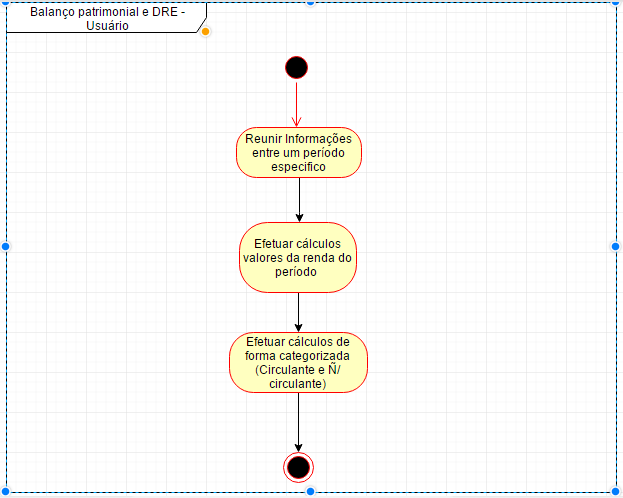 Balanço patrimonial e DRE -
Usuário
Reunir Informações
entre um período
especifico
Efetuar cálculos
valores da renda do
período
Efetuar cálculos de
forma categorizada
(Circulante e Ñ/
circulante)